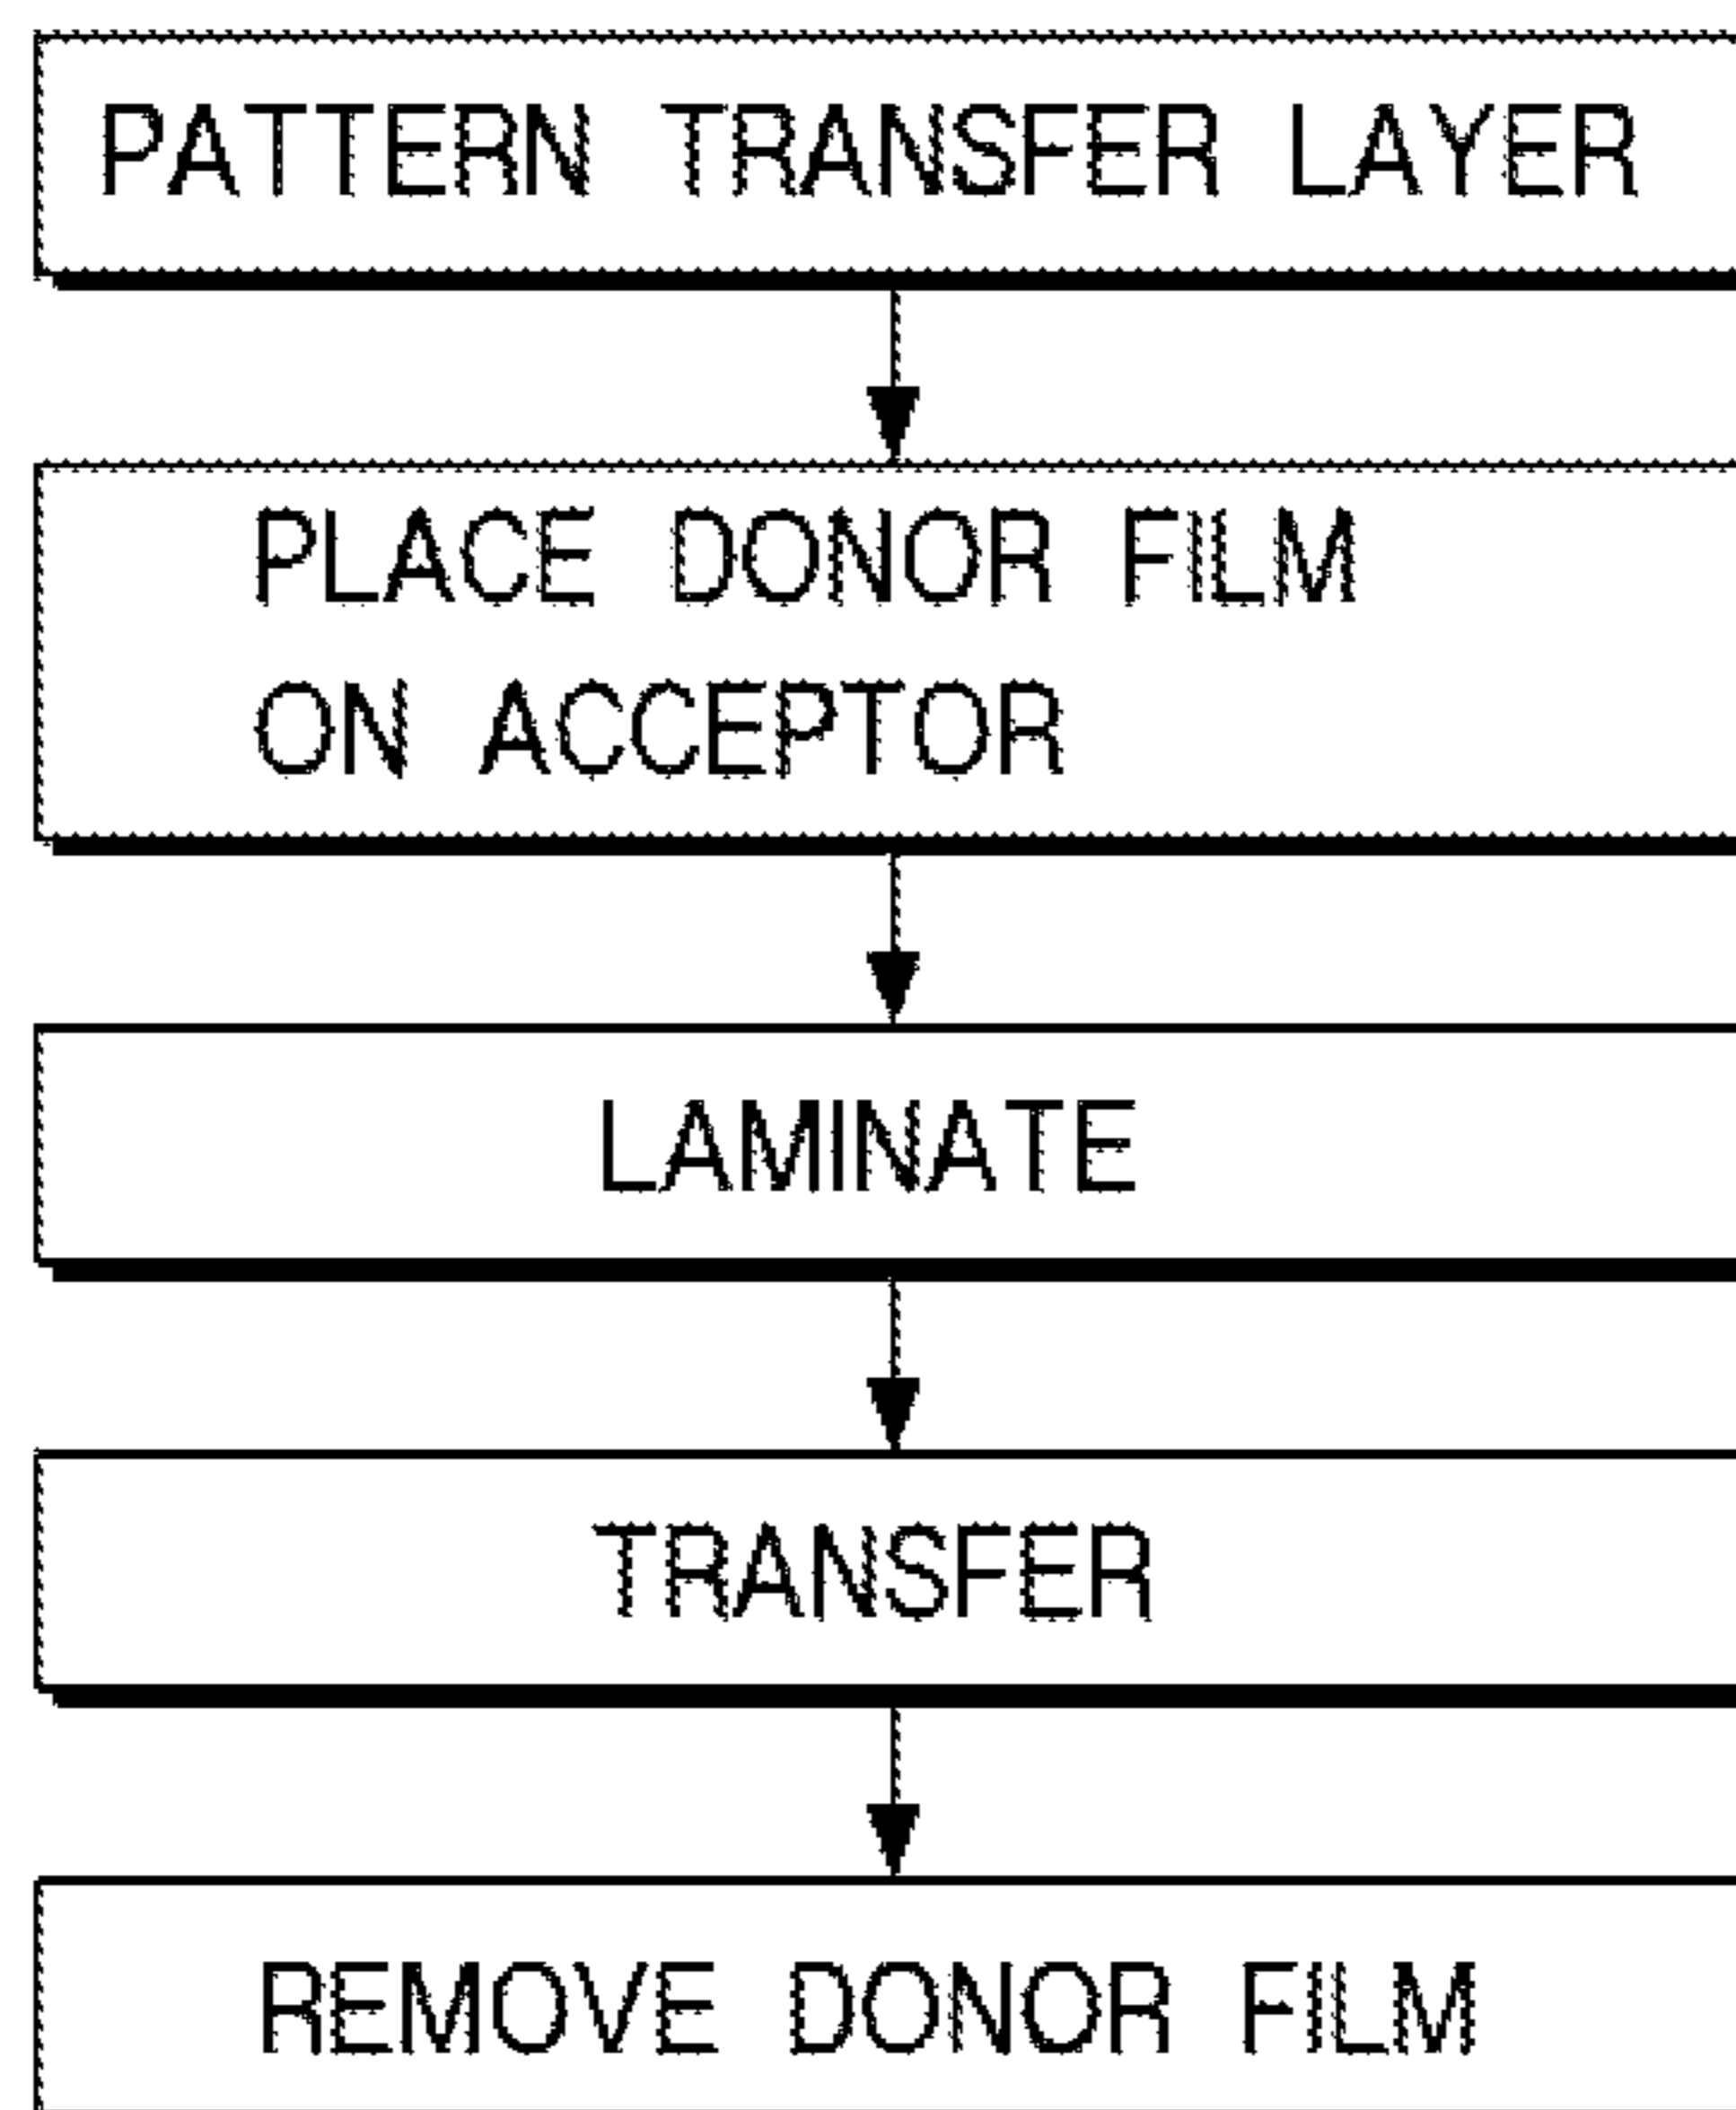 PATTERN TRANSFER LAYER
PLACE DONOR FILM
ON ACCEPTOR
LAMINATE
TRANSFER
REMOVE DONOR FILM